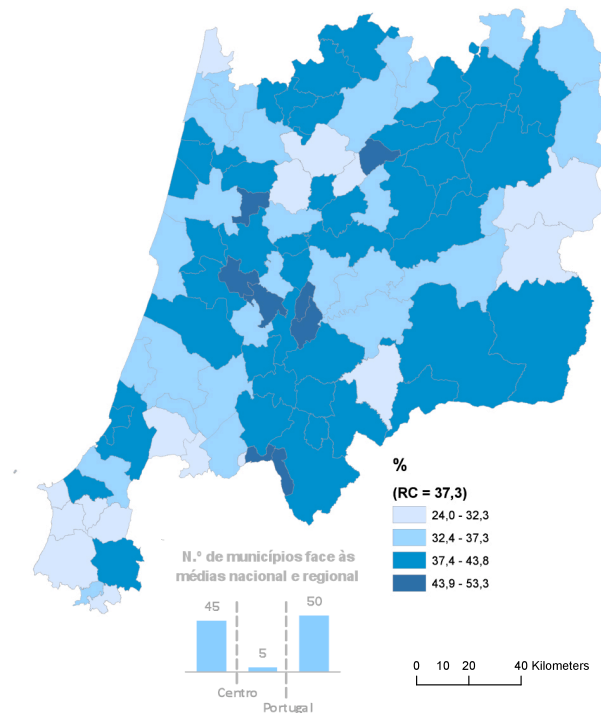 %
(RC = 37,3)
24,0 - 32,3
32,4 - 37,3
37,4 - 43,8
43,9 - 53,3
N.º de municípios face às
médias nacional e regional
45
5
50
Centro
Portugal
0 10 20 40 Kilometers